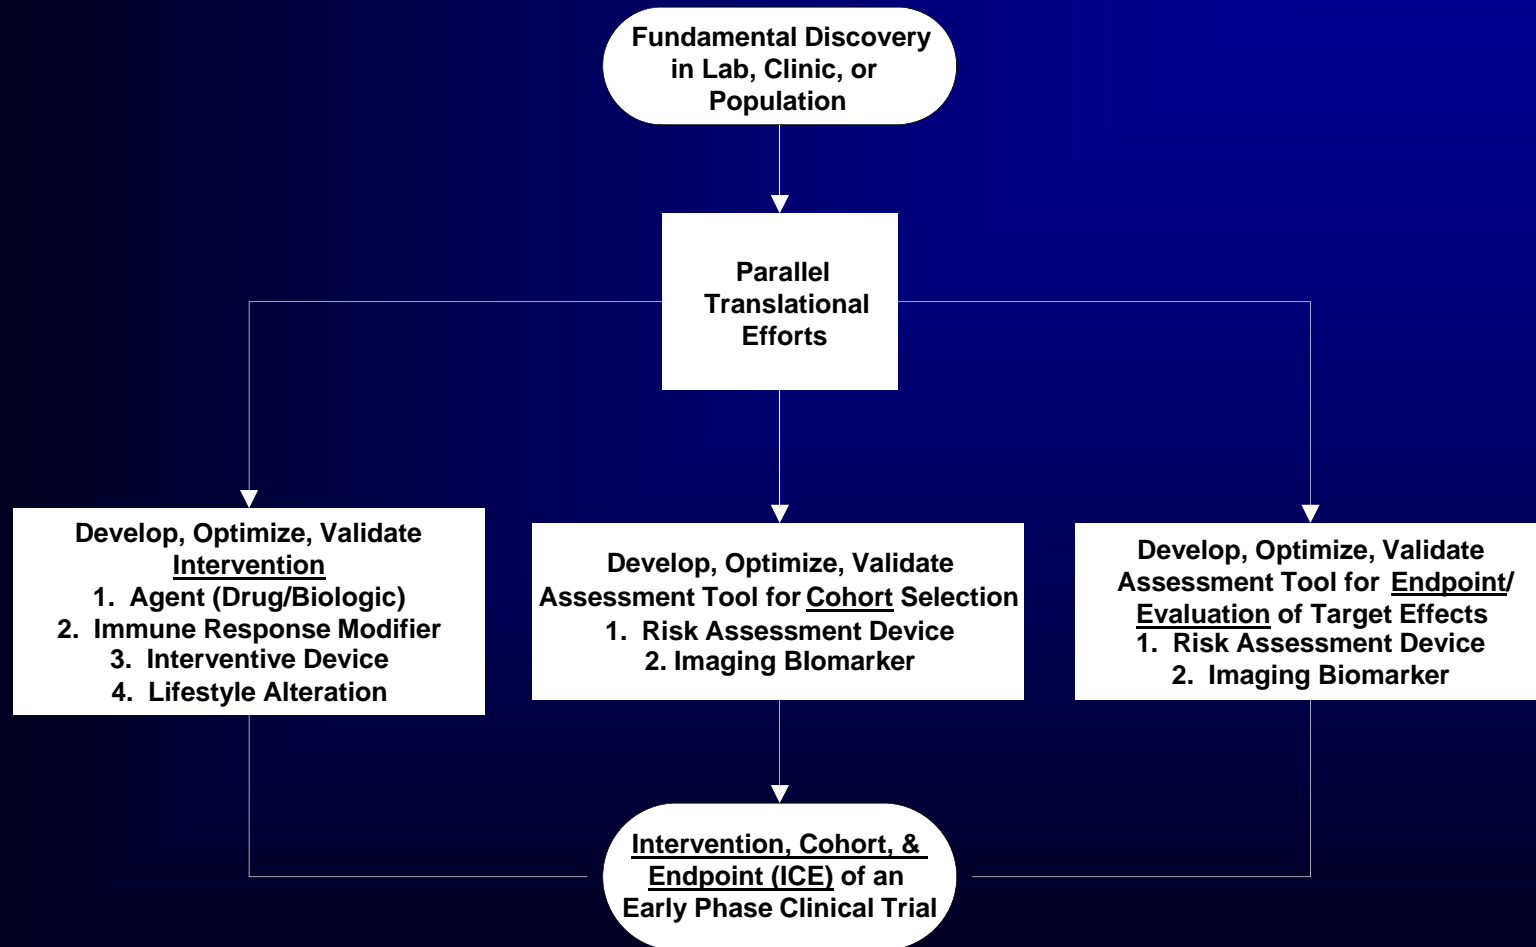 Fundamental Discovery
in Lab, Clinic, or
Population
Parallel
Translational
Efforts
Develop, Optimize, Validate
Intervention
1. Agent (Drug/Biologic)
2. Immune Response Modifier
3. Interventive Device
4. Lifestyle Alteration
Develop, Optimize, Validate
Assessment Tool for Cohort Selection
1. Risk Assessment Device
2. Imaging BIomarker
Develop, Optimize, Validate
Assessment Tool for Endpoint/
Evaluation of Target Effects
1. Risk Assessment Device
2. Imaging Biomarker
Intervention, Cohort, &
Endpoint (ICE) of an
Early Phase Clinical Trial